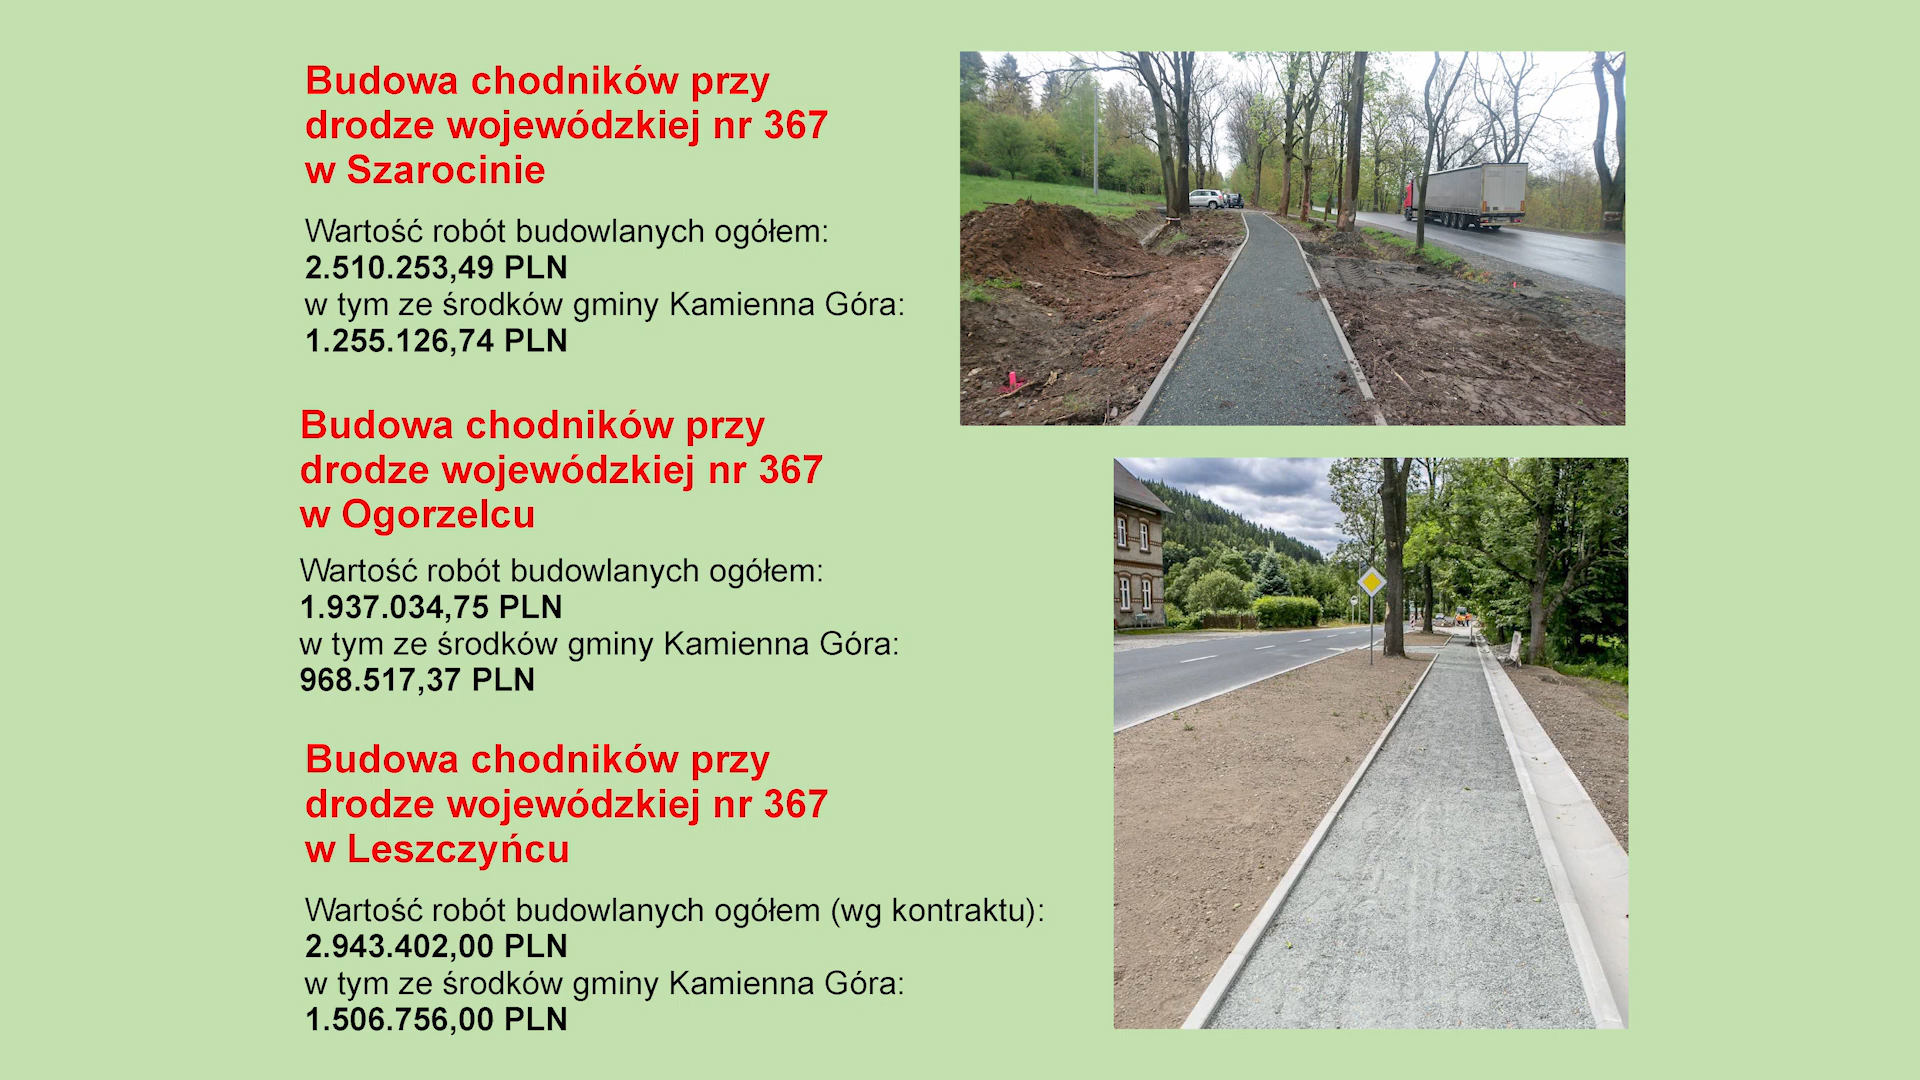 Budowa chodników przy
drodze wojewódzkiej nr 367
w Szarocinie
Wartość robót budowlanych ogółem:
2.510.253,49 PLN
w tym ze środków gminy Kamienna Góra:
1.255.126,74 PLN
Budowa chodników przy
drodze wojewódzkiej nr 367
w Ogorzelcu
Wartość robót budowlanych ogółem:
1.937.034,75 PLN
w tym ze środków gminy Kamienna Góra:
968.517,37 PLN
Budowa chodników przy
drodze wojewódzkiej nr 367
w Leszczyńcu
Wartość robót budowlanych ogółem (wg kontraktu):
2.943.402,00 PLN
w tym ze środków gminy Kamienna Góra:
1.506.756,00 PLN